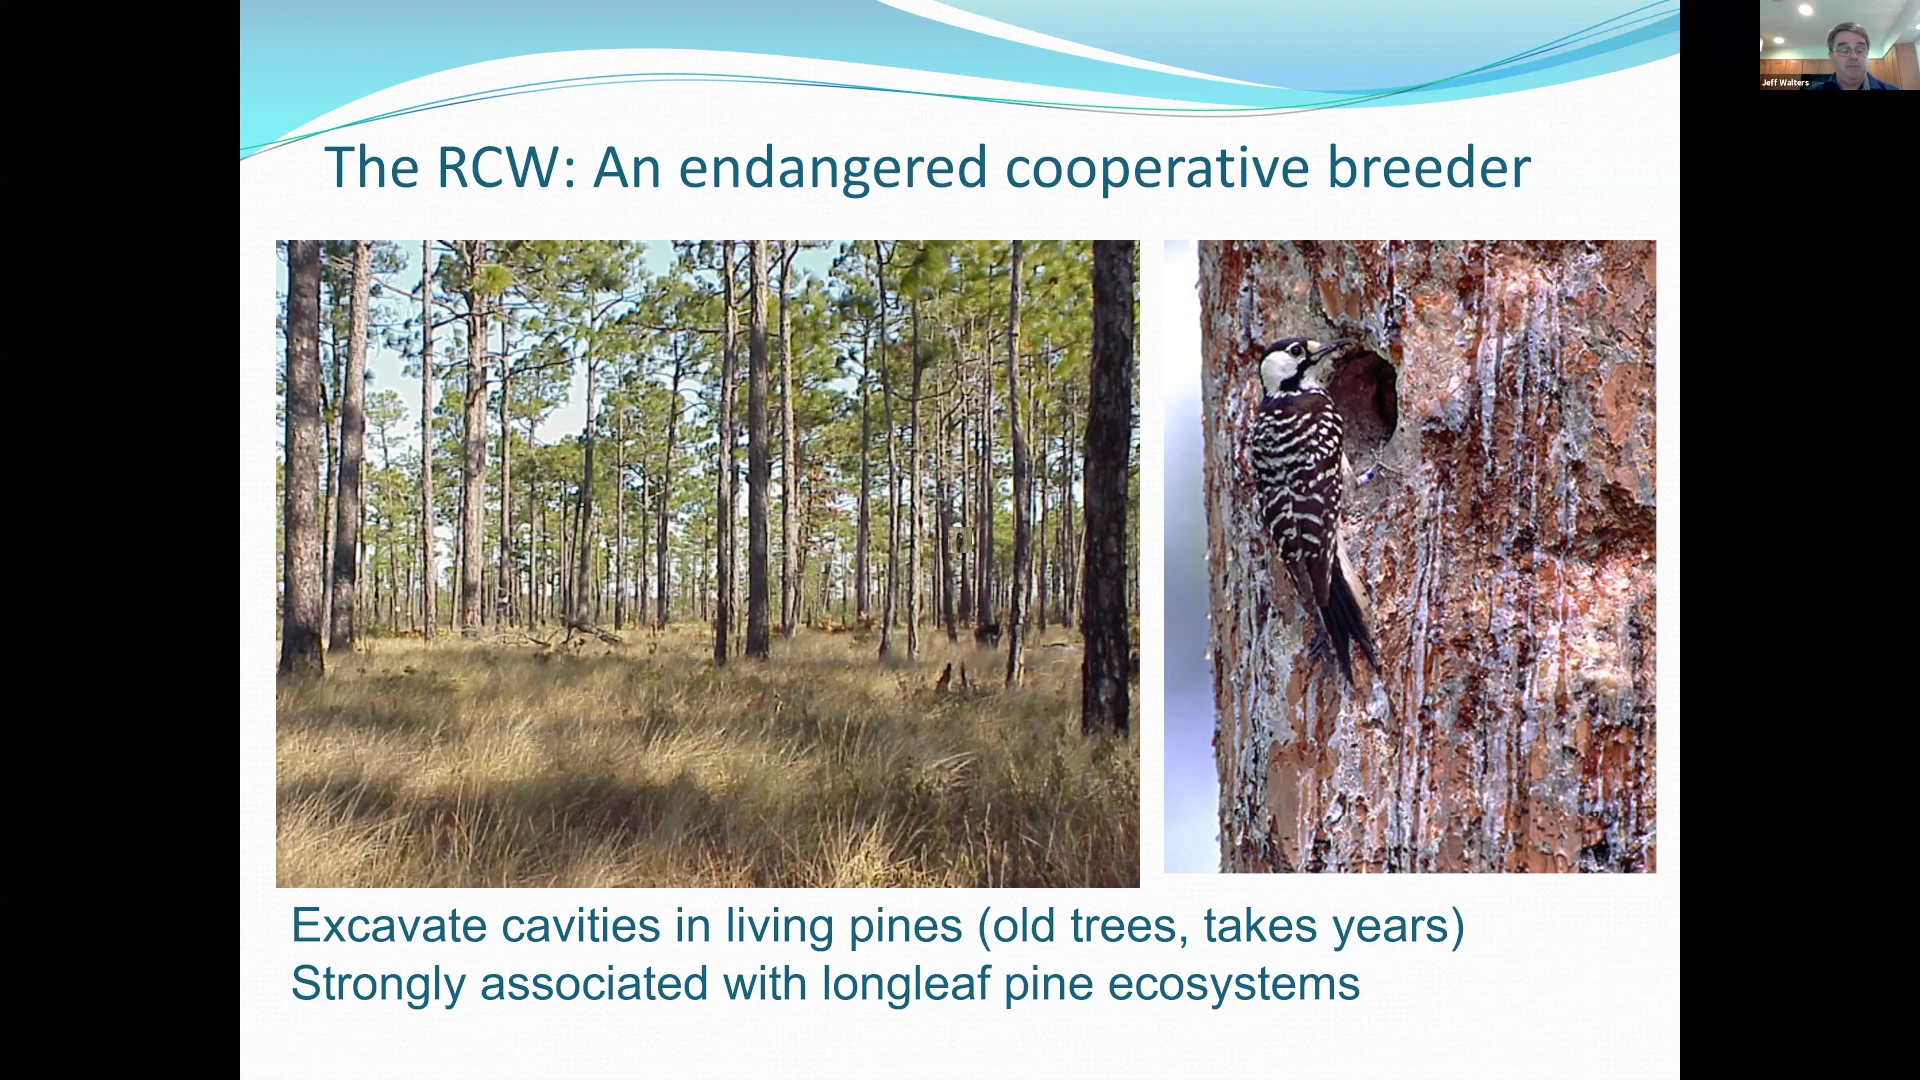 Jeff Walters
The RCW: An endangered cooperative breeder
Excavate cavities in living pines (old trees, takes years)
Strongly associated with longleaf pine ecosystems